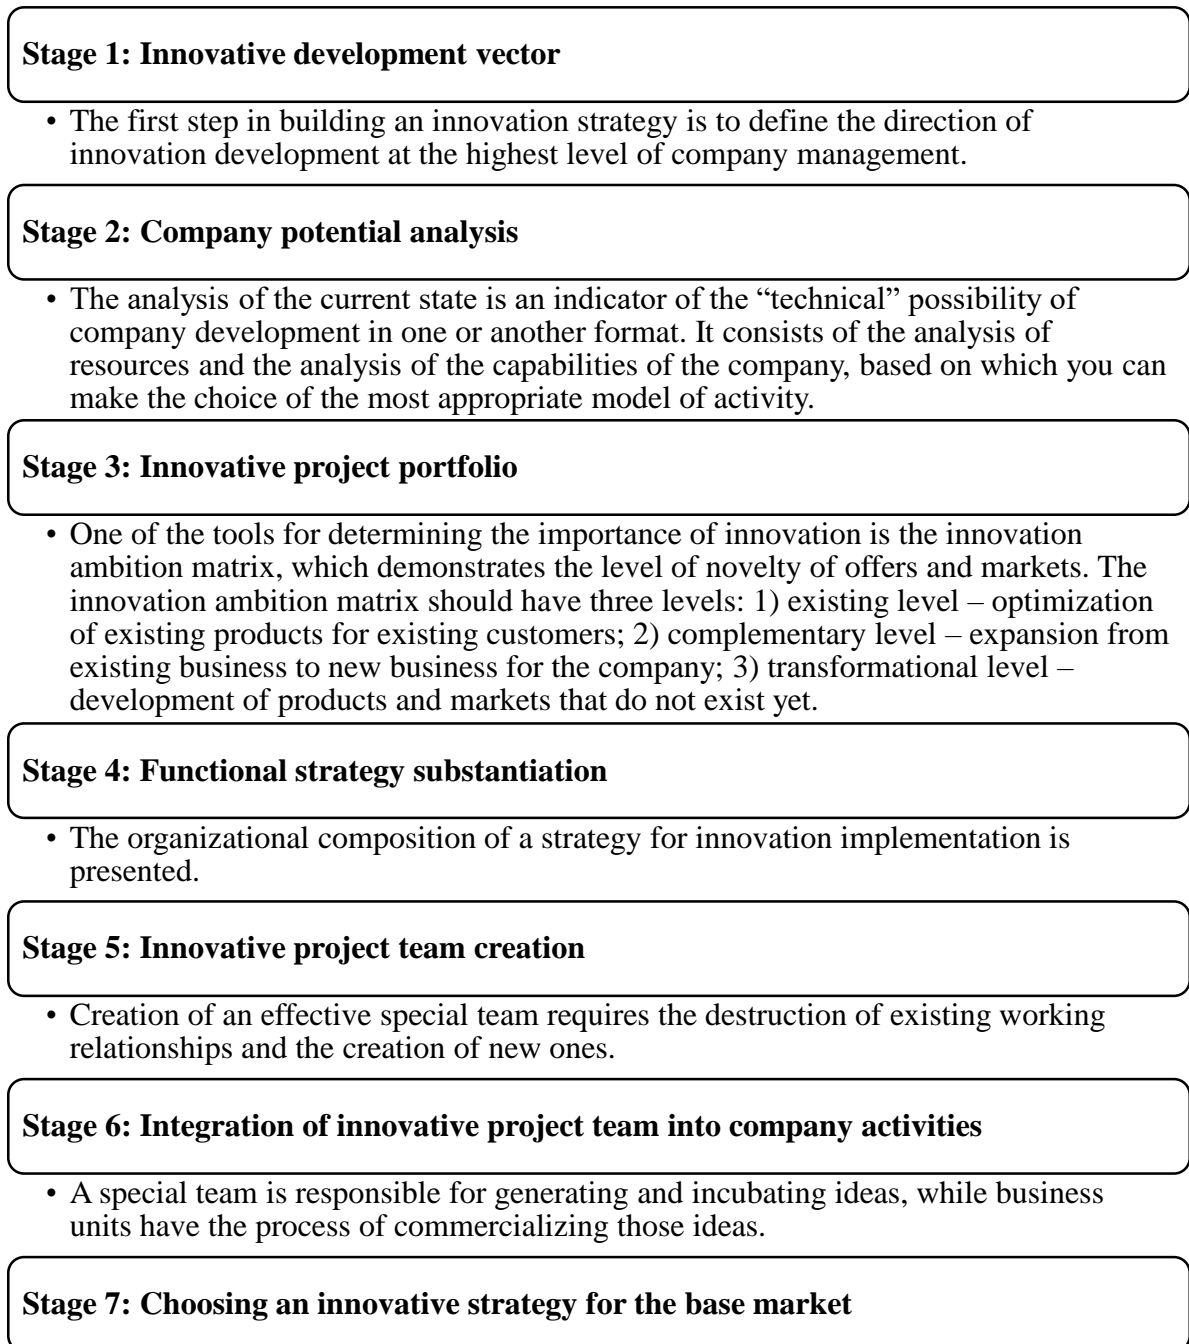 Stage 1: Innovative development vector
• The first step in building an innovation strategy is to define the direction of
innovation development at the highest level of company management.
Stage 2: Company potential analysis
• The analysis of the current state is an indicator of the “technical” possibility of
company development in one or another format. It consists of the analysis of
resources and the analysis of the capabilities of the company, based on which you can
make the choice of the most appropriate model of activity.
Stage 3: Innovative project portfolio
• One of the tools for determining the importance of innovation is the innovation
ambition matrix, which demonstrates the level of novelty of offers and markets. The
innovation ambition matrix should have three levels: 1) existing level – optimization
of existing products for existing customers; 2) complementary level – expansion from
existing business to new business for the company; 3) transformational level –
development of products and markets that do not exist yet.
Stage 4: Functional strategy substantiation
• The organizational composition of a strategy for innovation implementation is
presented.
Stage 5: Innovative project team creation
• Creation of an effective special team requires the destruction of existing working
relationships and the creation of new ones.
Stage 6: Integration of innovative project team into company activities
• A special team is responsible for generating and incubating ideas, while business
units have the process of commercializing those ideas.
Stage 7: Choosing an innovative strategy for the base market